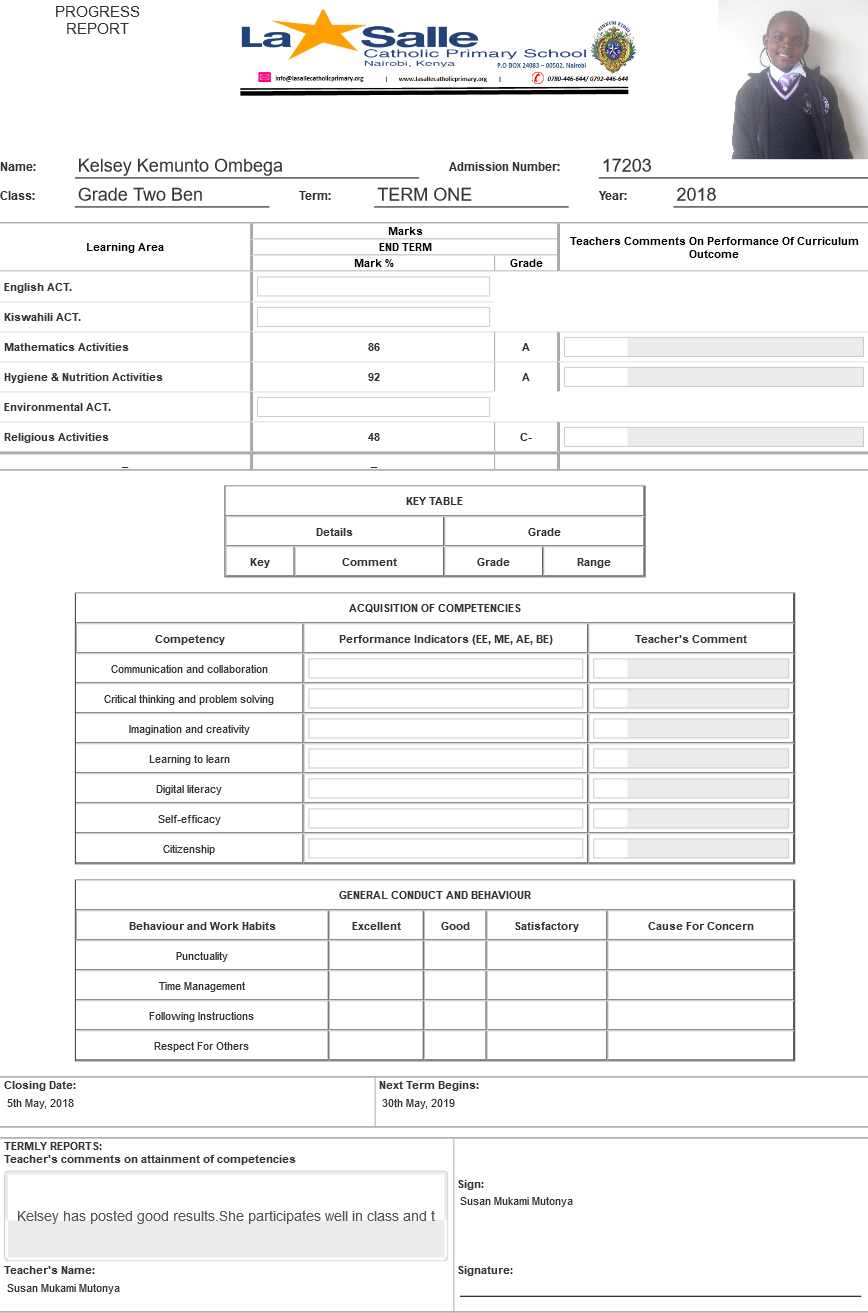 PROGRESS
REPORT
La Salle
Catholic Primary School
Nairobi, Kenya
P.O BOX 24083 – 00502, Nairobi
info@lasallecatholicprimary.org | www.lasallecatholicprimary.org | 0780-446-644/ 0792-446-644
Name: Kelsey Kemunto Ombega Admission Number: 17203
Class: Grade Two Ben Term: TERM ONE Year: 2018
Learning Area Marks Teachers Comments On Performance Of Curriculum Outcome
END TERM
Mark % Grade
English ACT.
Kiswahili ACT.
Mathematics Activities 86 A
Hygiene & Nutrition Activities 92 A
Environmental ACT.
Religious Activities 48 C-
– –
KEY TABLE
Details Grade
Key Comment Grade Range
ACQUISITION OF COMPETENCIES
Competency Performance Indicators (EE, ME, AE, BE) Teacher's Comment
Communication and collaboration
Critical thinking and problem solving
Imagination and creativity
Learning to learn
Digital literacy
Self-efficacy
Citizenship
GENERAL CONDUCT AND BEHAVIOUR
Behaviour and Work Habits Excellent Good Satisfactory Cause For Concern
Punctuality
Time Management
Following Instructions
Respect For Others
Closing Date: Next Term Begins:
5th May, 2018 30th May, 2019
TERMLY REPORTS:
Teacher's comments on attainment of competencies
Kelsey has posted good results.She participates well in class and t
Sign:
Susan Mukami Mutonya
Teacher's Name: Signature:
Susan Mukami Mutonya